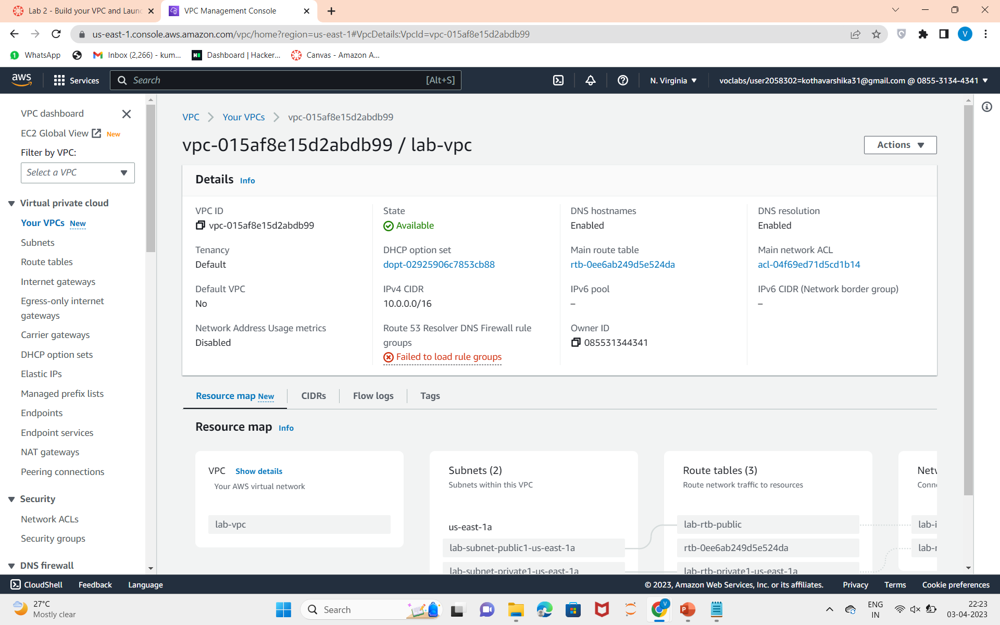 Lab 2 - Build your VPC and Laun
VPC Management Console
us-east-1.console.aws.amazon.com/vpc/home?region=us-east-1#VpcDetails:VpcId=vpc-015af8e15d2abdb99
V
1 WhatsApp
Inbox (2,266) - kum...
Dashboard | Hacker...
Canvas - Amazon A...
aws
Services
Search
[Alt+S]
N. Virginia
voclabs/user2058302=kothavarshika31@gmail.com @ 0855-3134-4341
VPC dashboard
EC2 Global View New
Filter by VPC:
Select a VPC
Virtual private cloud
Your VPCs New
Subnets
Route tables
Internet gateways
Egress-only internet
gateways
Carrier gateways
DHCP option sets
Elastic IPs
Managed prefix lists
Endpoints
Endpoint services
NAT gateways
Peering connections
Security
Network ACLs
Security groups
DNS firewall
VPC
Your VPCs
vpc-015af8e15d2abdb99
vpc-015af8e15d2abdb99 / lab-vpc
Actions
Details Info
VPC ID
vpc-015af8e15d2abdb99
State
Available
DNS hostnames
Enabled
DNS resolution
Enabled
Tenancy
Default
DHCP option set
dopt-02925906c7853cb88
Main route table
rtb-0ee6ab249d5e524da
Main network ACL
acl-04f69ed71d5cd1b14
Default VPC
No
IPv4 CIDR
10.0.0.0/16
IPv6 pool
–
IPv6 CIDR (Network border group)
–
Network Address Usage metrics
Disabled
Route 53 Resolver DNS Firewall rule
groups
Failed to load rule groups
Owner ID
085531344341
Resource map New
CIDRs
Flow logs
Tags
Resource map Info
VPC Show details
Your AWS virtual network
lab-vpc
Subnets (2)
Subnets within this VPC
us-east-1a
lab-subnet-public1-us-east-1a
lab-subnet-private1-us-east-1a
Route tables (3)
Route network traffic to resources
lab-rtb-public
rtb-0ee6ab249d5e524da
lab-rtb-private1-us-east-1a
Netw
Conne
lab-i
lab-r
CloudShell
Feedback
Language
© 2023, Amazon Web Services, Inc. or its affiliates.
Privacy
Terms
Cookie preferences
27°C
Mostly clear
Search
V
P
ENG
IN
22:23
03-04-2023